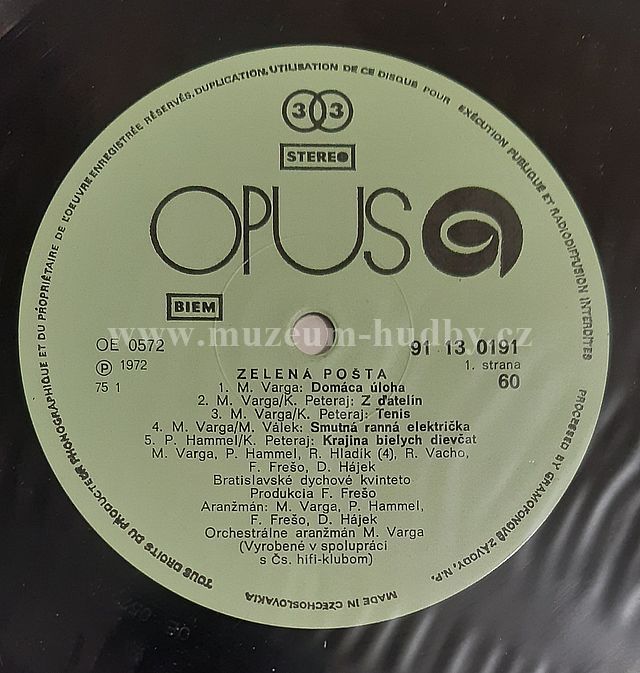 TOUS DROITS DU PRODUCTEUR PHONOGRAPHIQUE ET DU PROPRIÉTAIRE DE L'OEUVRE ENREGISTRÉE RÉSERVÉS, DUPLICATION, UTILISATION DE CE DISQUE POUR EXÉCUTION PUBLIQUE ET RADIODIFFUSION INTERDITES
PROCESSED BY GRAMOFONOVÉ ZÁVODY, N.P.
33
STEREO
OPUS
BIEM
www.muzeum-hudby.cz
OE 0572
91 13 0191
Ⓟ 1972
1. strana
75 1
60
ZELENÁ POŠTA
1. M. Varga: Domáca úloha
2. M. Varga/K. Peteraj: Z ďatelín
3. M. Varga/K. Peteraj: Tenis
4. M. Varga/M. Válek: Smutná ranná električka
5. P. Hammel/K. Peteraj: Krajina bielych dievčat
M. Varga, P. Hammel, R. Hladík (4), R. Vacho,
F. Frešo, D. Hájek
Bratislavské dychové kvinteto
Produkcia F. Frešo
Aranžmán: M. Varga, P. Hammel,
F. Frešo, D. Hájek
Orchestrálne aranžmán M. Varga
(Vyrobené v spolupráci
s Čs. hifi-klubom)
MADE IN CZECHOSLOVAKIA